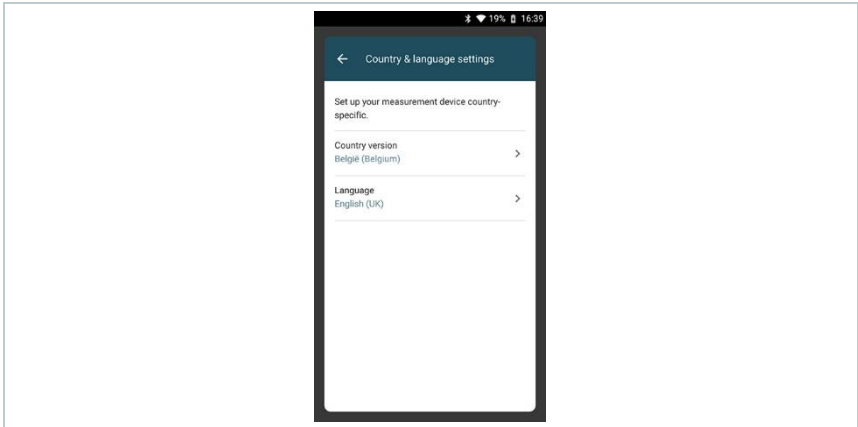 19% 16:39
Country & language settings
Set up your measurement device country-
specific.
Country version
België (Belgium)
Language
English (UK)